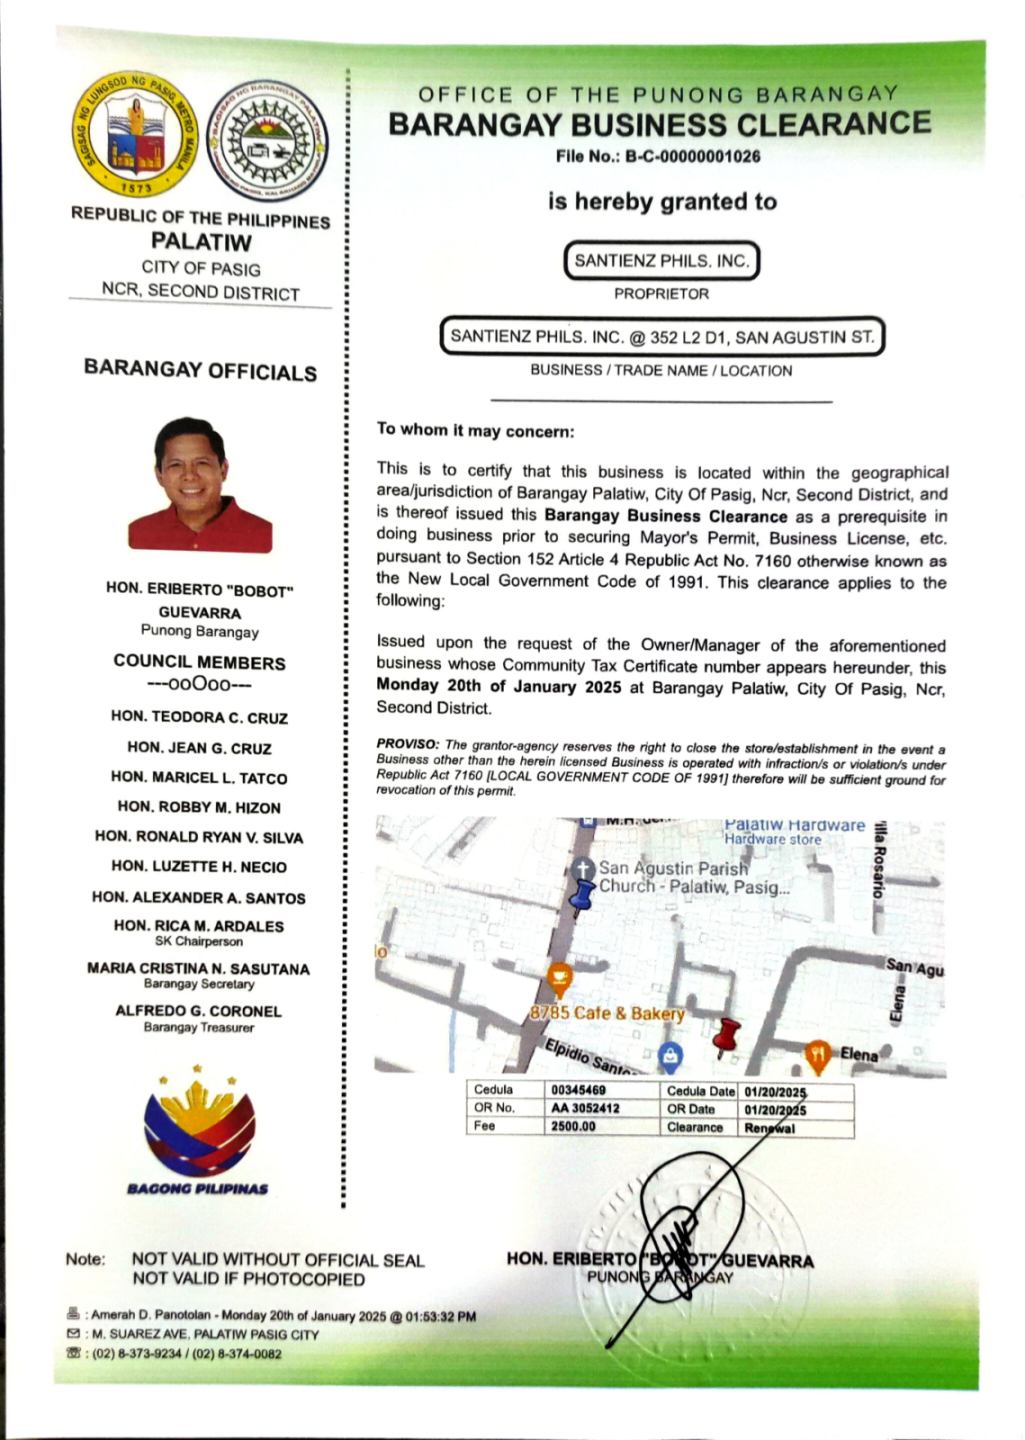 SAGISAG NG LUNGSOD NG PASIG, METRO MANILA
1573
REPUBLIC OF THE PHILIPPINES
PALATIW
CITY OF PASIG
NCR, SECOND DISTRICT
BARANGAY OFFICIALS
HON. ERIBERTO "BOBOT"
GUEVARRA
Punong Barangay
COUNCIL MEMBERS
---ooOoo---
HON. TEODORA C. CRUZ
HON. JEAN G. CRUZ
HON. MARICEL L. TATCO
HON. ROBBY M. HIZON
HON. RONALD RYAN V. SILVA
HON. LUZETTE H. NECIO
HON. ALEXANDER A. SANTOS
HON. RICA M. ARDALES
SK Chairperson
MARIA CRISTINA N. SASUTANA
Barangay Secretary
ALFREDO G. CORONEL
Barangay Treasurer
BAGONG PILIPINAS
OFFICE OF THE PUNONG BARANGAY
BARANGAY BUSINESS CLEARANCE
File No.: B-C-00000001026
is hereby granted to
SANTIENZ PHILS. INC.
PROPRIETOR
SANTIENZ PHILS. INC. @ 352 L2 D1, SAN AGUSTIN ST.
BUSINESS / TRADE NAME / LOCATION
To whom it may concern:
This is to certify that this business is located within the geographical
area/jurisdiction of Barangay Palatiw, City Of Pasig, Ncr, Second District, and
is thereof issued this Barangay Business Clearance as a prerequisite in
doing business prior to securing Mayor's Permit, Business License, etc.
pursuant to Section 152 Article 4 Republic Act No. 7160 otherwise known as
the New Local Government Code of 1991. This clearance applies to the
following:
Issued upon the request of the Owner/Manager of the aforementioned
business whose Community Tax Certificate number appears hereunder, this
Monday 20th of January 2025 at Barangay Palatiw, City Of Pasig, Ncr,
Second District.
PROVISO: The grantor-agency reserves the right to close the store/establishment in the event a
Business other than the herein licensed Business is operated with infraction/s or violation/s under
Republic Act 7160 [LOCAL GOVERNMENT CODE OF 1991] therefore will be sufficient ground for
revocation of this permit.
Palatiw Hardware
Hardware store
San Agustin Parish
Church - Palatiw, Pasig...
illa Rosario
lo
San Agu
Elena
8785 Cafe & Bakery
Elpidio Santo
Elena
Cedula 00345469 Cedula Date 01/20/2025
OR No. AA 3052412 OR Date 01/20/2025
Fee 2500.00 Clearance Renewal
HON. ERIBERTO "BOBOT" GUEVARRA
PUNONG BARANGAY
Note: NOT VALID WITHOUT OFFICIAL SEAL
NOT VALID IF PHOTOCOPIED
: Amerah D. Panotolan - Monday 20th of January 2025 @ 01:53:32 PM
: M. SUAREZ AVE, PALATIW PASIG CITY
: (02) 8-373-9234 / (02) 8-374-0082